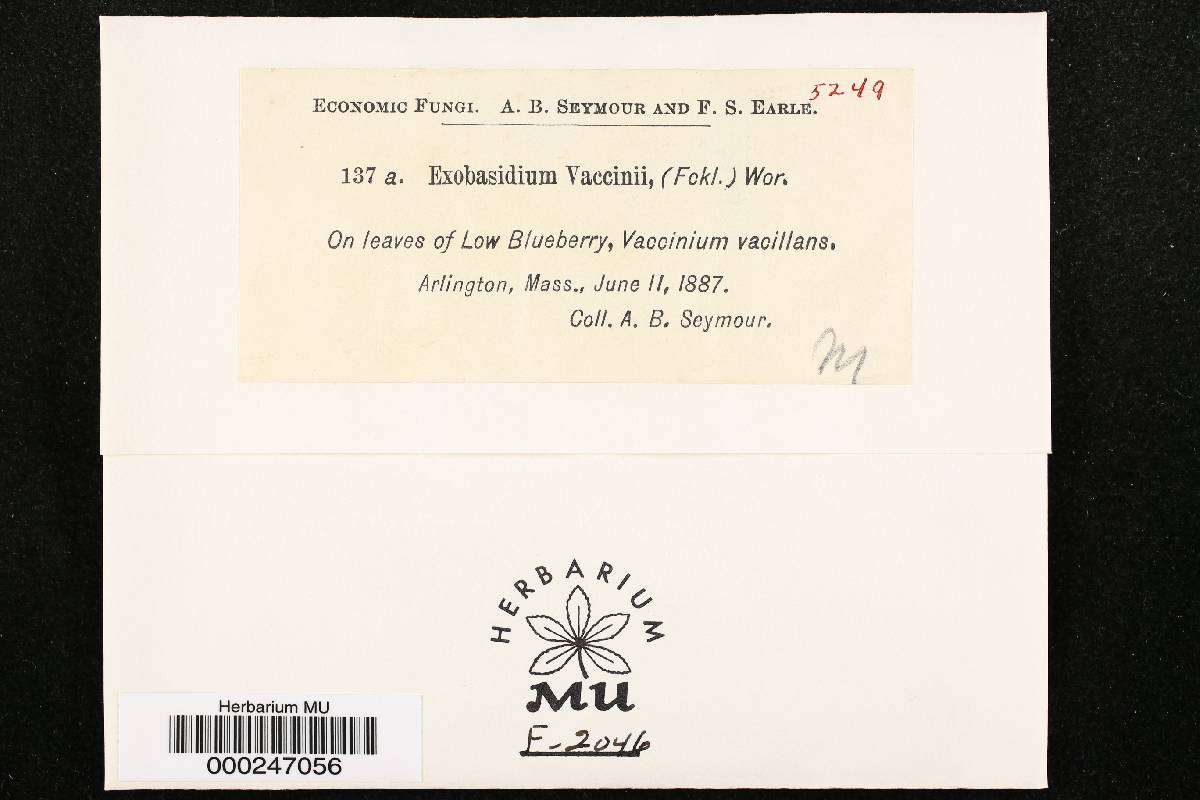 5249
ECONOMIC FUNGI. A. B. SEYMOUR AND F. S. EARLE.
137 a. Exobasidium Vaccinii, (Fckl.) Wor.
On leaves of Low Blueberry, Vaccinium vacillans.
Arlington, Mass., June 11, 1887.
Coll. A. B. Seymour.
M
HERBARIUM
MU
F-2046
Herbarium MU
000247056